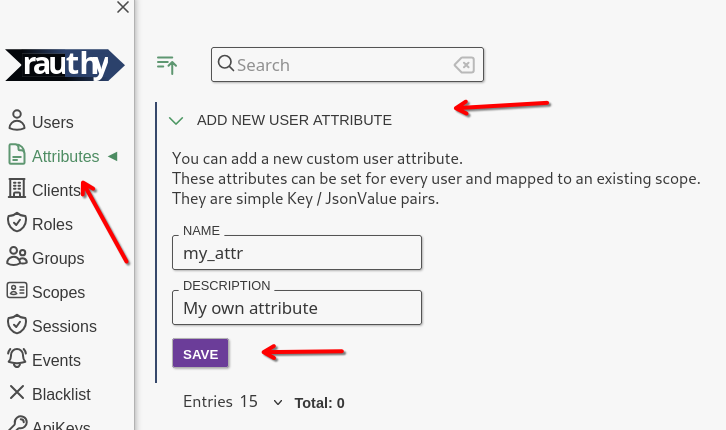 rauthy
Users
Attributes
Clients
Roles
Groups
Scopes
Sessions
Events
Blacklist
ApiKeys
Search
ADD NEW USER ATTRIBUTE
You can add a new custom user attribute.
These attributes can be set for every user and mapped to an existing scope.
They are simple Key / JsonValue pairs.
NAME
my_attr
DESCRIPTION
My own attribute
SAVE
Entries 15 Total: 0